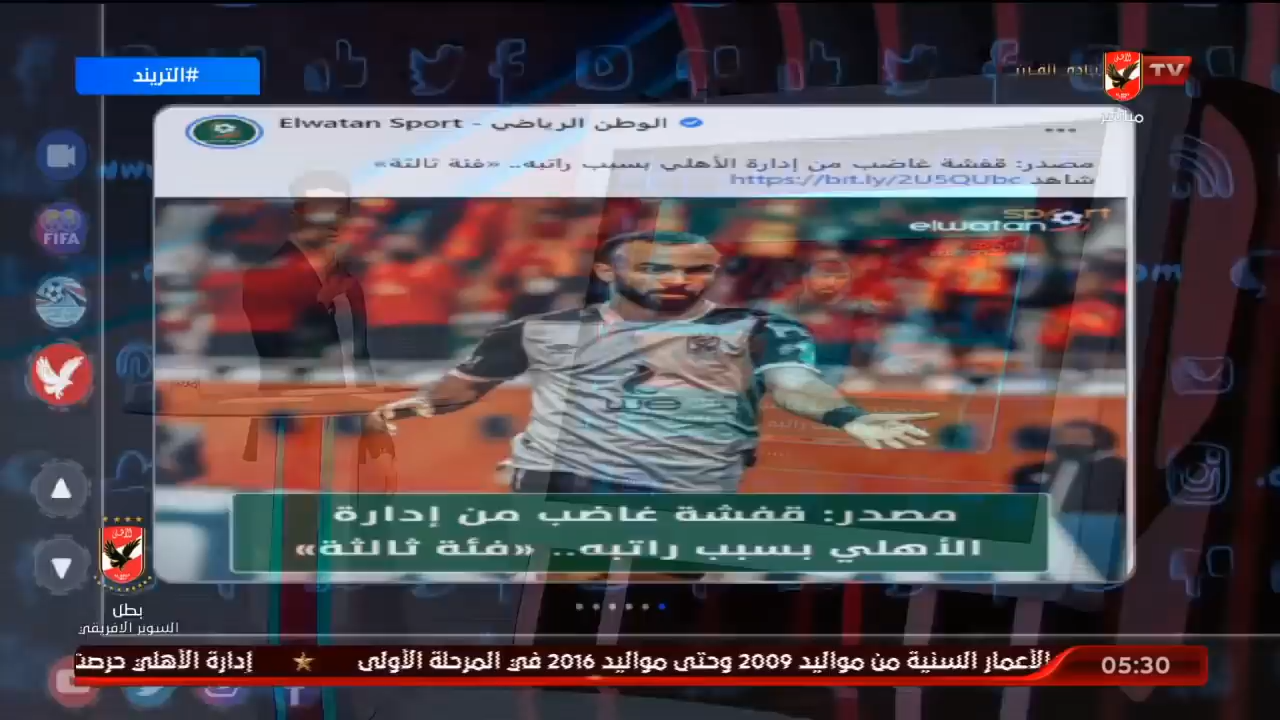 #التريند
TV
مباشر
Elwatan Sport - الوطن الرياضي
مصدر: قفشة غاضب من إدارة الأهلي بسبب راتبه.. «فئة ثالثة»
شاهد https://bit.ly/2U5QUbc
sport
elwatan
FIFA
مصدر: قفشة غاضب من إدارة
الأهلي بسبب راتبه.. «فئة ثالثة»
بطل
السوبر الافريقي
الأعمار السنية من مواليد 2009 وحتى مواليد 2016 في المرحلة الأولى
إدارة الأهلي حرصت
05:30